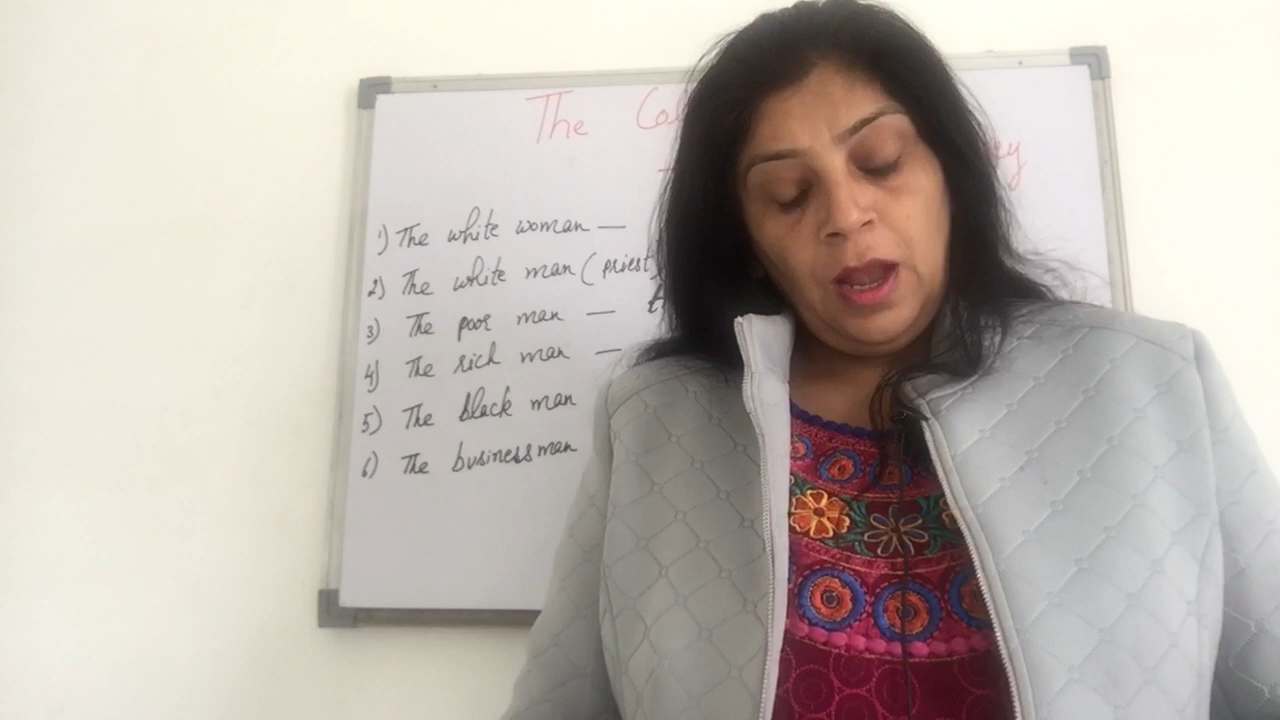 The
1) The white woman —
2) The white man (priest
3) The poor man —
4) The rich man —
5) The black man
6) The businessman